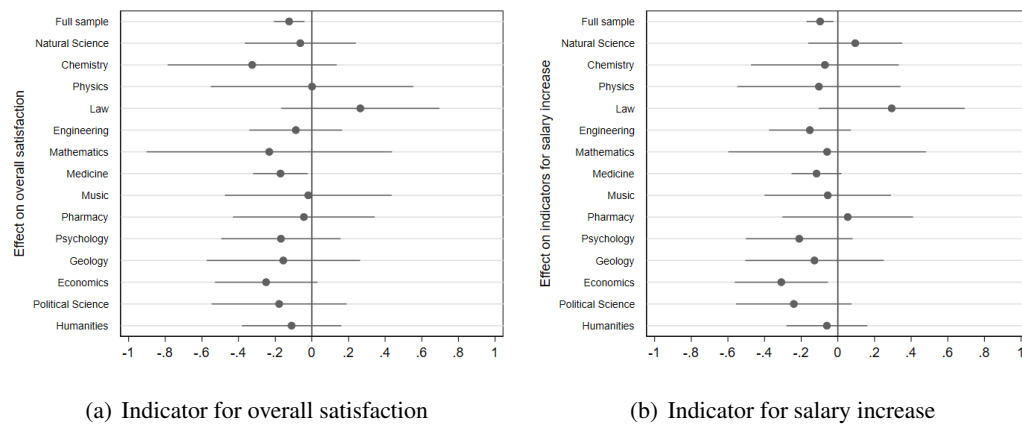 Effect on overall satisfaction
Full sample
Natural Science
Chemistry
Physics
Law
Engineering
Mathematics
Medicine
Music
Pharmacy
Psychology
Geology
Economics
Political Science
Humanities
-1 -.8 -.6 -.4 -.2 0 .2 .4 .6 .8 1
(a) Indicator for overall satisfaction
Effect on indicators for salary increase
Full sample
Natural Science
Chemistry
Physics
Law
Engineering
Mathematics
Medicine
Music
Pharmacy
Psychology
Geology
Economics
Political Science
Humanities
-1 -.8 -.6 -.4 -.2 0 .2 .4 .6 .8 1
(b) Indicator for salary increase